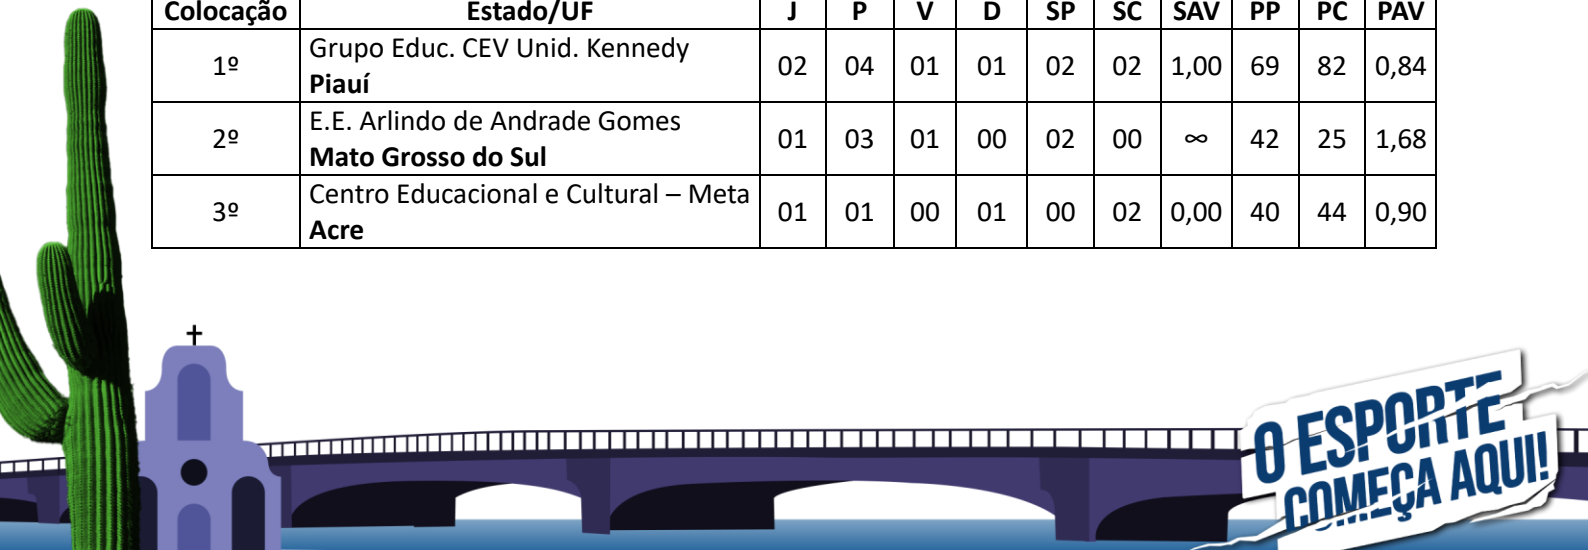 Colocação Estado/UF J P V D SP SC SAV PP PC PAV
1º Grupo Educ. CEV Unid. Kennedy
Piauí 02 04 01 01 02 02 1,00 69 82 0,84
2º E.E. Arlindo de Andrade Gomes
Mato Grosso do Sul 01 03 01 00 02 00 ∞ 42 25 1,68
3º Centro Educacional e Cultural – Meta
Acre 01 01 00 01 00 02 0,00 40 44 0,90
O ESPORTE
COMEÇA AQUI!